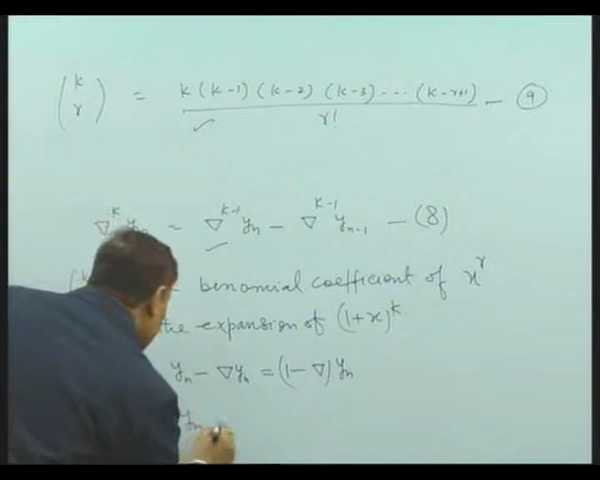 (k r) = k (k-1) (k-2) (k-3) ... (k-r+1) / r! — (9)
∇^k y_n = ∇^{k-1} y_n - ∇^{k-1} y_{n-1} — (8)
binomial coefficient of x^r
the expansion of (1+x)^k
y_n - ∇y_n = (1-∇) y_n
y_n